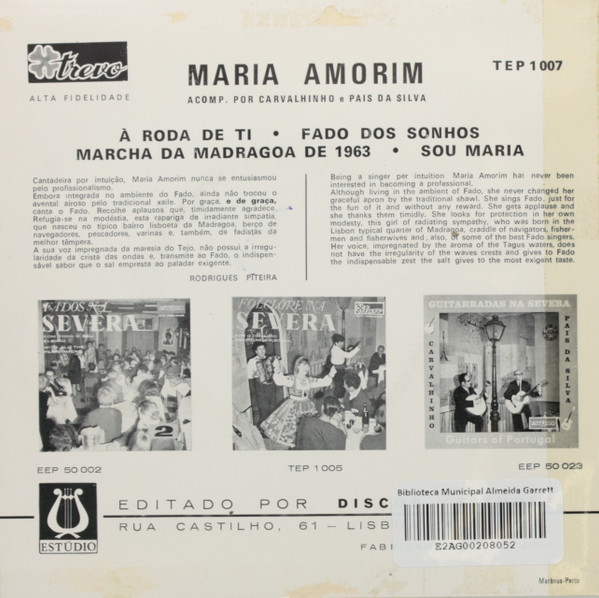 trevo
ALTA FIDELIDADE
MARIA AMORIM
ACOMP. POR CARVALHINHO e PAIS DA SILVA
TEP 1007
À RODA DE TI • FADO DOS SONHOS
MARCHA DA MADRAGOA DE 1963 • SOU MARIA
Cantadeira por intuição, Maria Amorim nunca se entusiasmou
pelo profissionalismo.
Embora integrada no ambiente do Fado, ainda não trocou o
avental airoso pelo tradicional xaile. Por graça, e de graça,
canta o Fado. Recolhe aplausos que, timidamente agradece.
Refugia-se na modéstia, esta rapariga de irradiante simpatia,
que nasceu no típico bairro lisboeta da Madragoa, berço de
navegadores, pescadores, varinas e, também, de fadistas da
melhor têmpera.
A sua voz impregnada da maresia do Tejo, não possui a irregu-
laridade da crista das ondas e, transmite ao Fado, o indispen-
sável sabor que o sal empresta ao paladar exigente.
RODRIGUES PITEIRA
Being a singer per intuition Maria Amorim has never been
interested in becoming a professional.
Although living in the ambient of Fado, she never changed her
graceful apron by the traditional shawl. She sings Fado, just for
the fun of it and without any reward. She gets applause and
she thanks them timidly. She looks for protection in her own
modesty, this girl of radiating sympathy, who was born in the
Lisbon typical quarter of Madragoa, craddle of navigators, fisher-
men and fisherwives and, also, of some of the best Fado singers.
Her voice, impregnated by the aroma of the Tagus waters, does
not have the irregularity of the waves crests and gives to Fado
the indispensable zest the salt gives to the most exigent taste.
FADOS NA
SEVERA
2
EEP 50 002
FOLCLORE NA
SEVERA
trevo
TEP 1 005
GUITARRADAS NA SEVERA
CARVALHINHO
PAIS DA SILVA
Guitars of Portugal
EEP 50 023
ESTÚDIO
EDITADO POR DISC
RUA CASTILHO, 61 — LISB
FABI
Biblioteca Municipal Almeida Garrett
E2AG00208052
Marânus-Porto